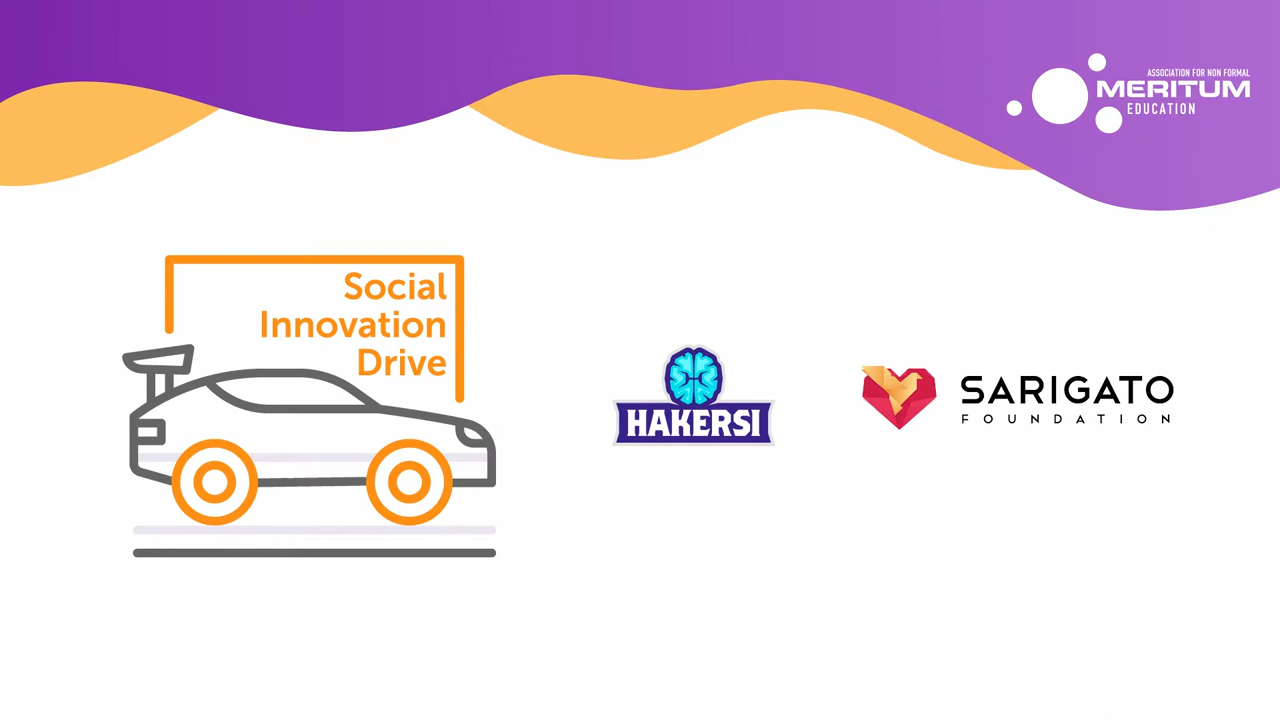 ASSOCIATION FOR NON FORMAL
MERITUM
EDUCATION
Social
Innovation
Drive
HAKERSI
SARIGATO
FOUNDATION